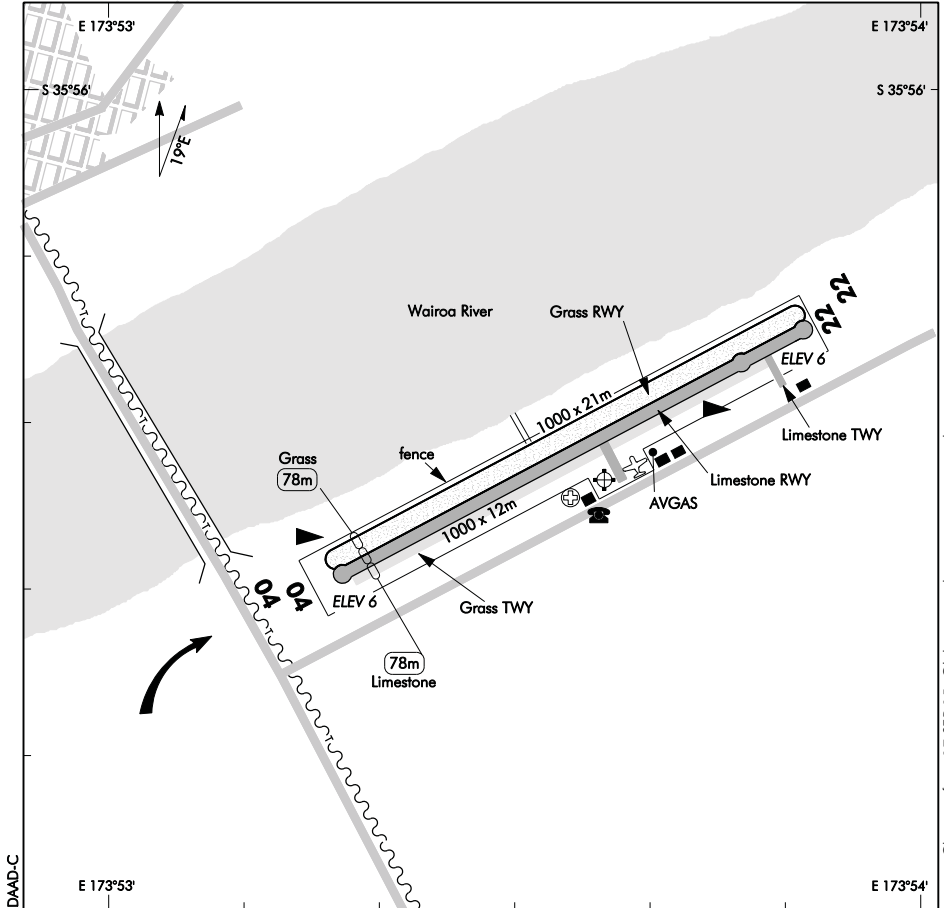 E 173°53'
E 173°54'
S 35°56'
S 35°56'
19°E
Wairoa River
Grass RWY
22
22
ELEV 6
1000 x 21m
Limestone TWY
fence
Grass
78m
Limestone RWY
AVGAS
1000 x 12m
04
04
ELEV 6
Grass TWY
78m
Limestone
T
T
T
T
T
DAAD-C
E 173°53'
E 173°54'